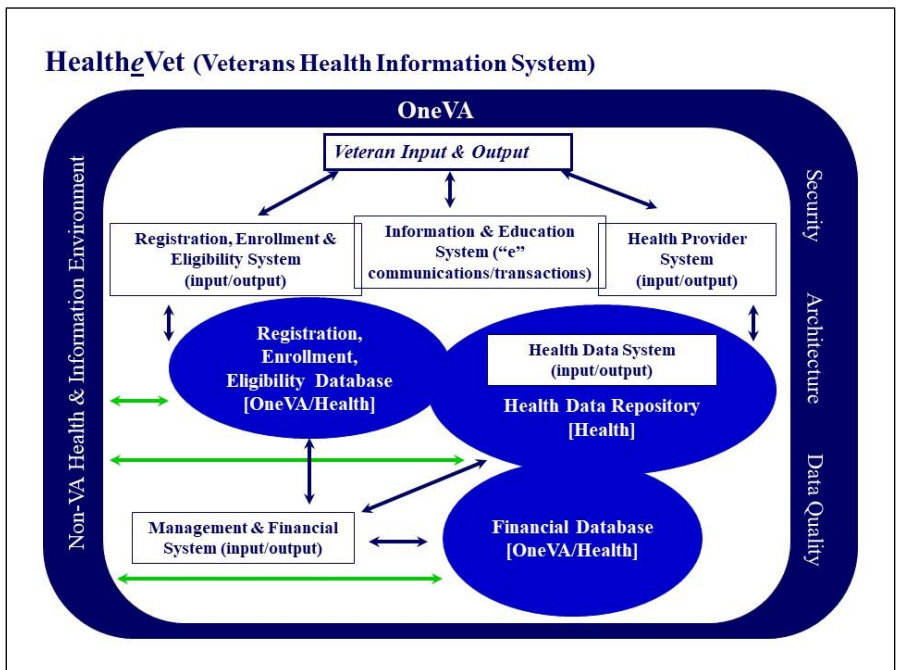 HealtheVet (Veterans Health Information System)
OneVA
Veteran Input & Output
Registration, Enrollment &
Eligibility System
(input/output)
Information & Education
System (“e”
communications/transactions)
Health Provider
System
(input/output)
Registration,
Enrollment,
Eligibility Database
[OneVA/Health]
Health Data System
(input/output)
Health Data Repository
[Health]
Management & Financial
System (input/output)
Financial Database
[OneVA/Health]
Non-VA Health & Information Environment
Security
Architecture
Data Quality